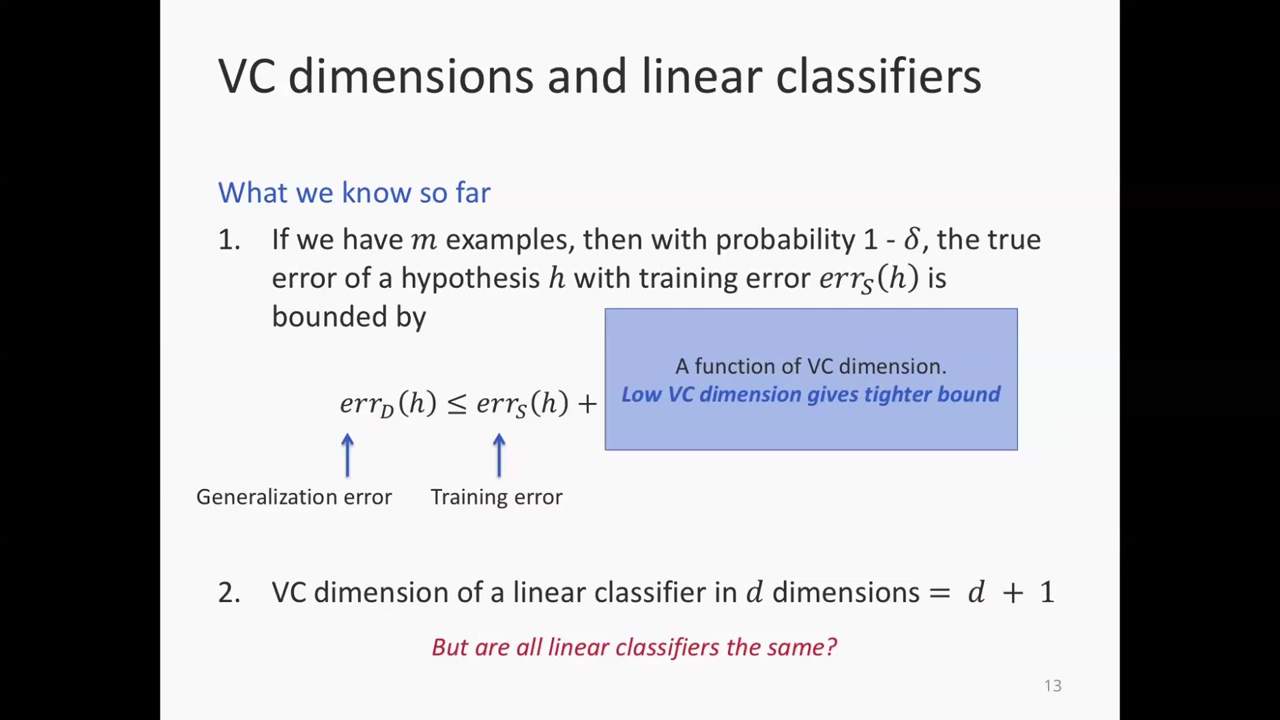 VC dimensions and linear classifiers
What we know so far
1. If we have m examples, then with probability 1 - δ, the true
error of a hypothesis h with training error err_S(h) is
bounded by
A function of VC dimension.
Low VC dimension gives tighter bound
err_D(h) ≤ err_S(h) +
Generalization error Training error
2. VC dimension of a linear classifier in d dimensions = d + 1
But are all linear classifiers the same?
13